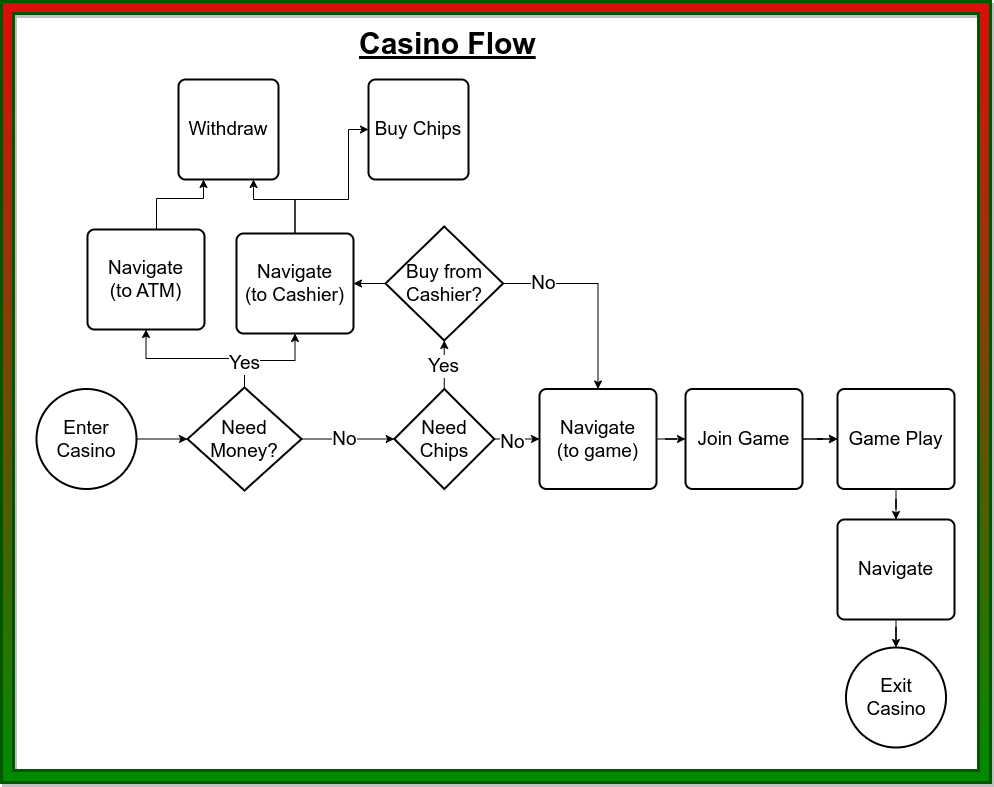 Casino Flow
Withdraw
Buy Chips
Navigate
(to ATM)
Navigate
(to Cashier)
Buy from
Cashier?
No
Yes
Yes
Enter
Casino
Need
Money?
No
Need
Chips
No
Navigate
(to game)
Join Game
Game Play
Navigate
Exit
Casino